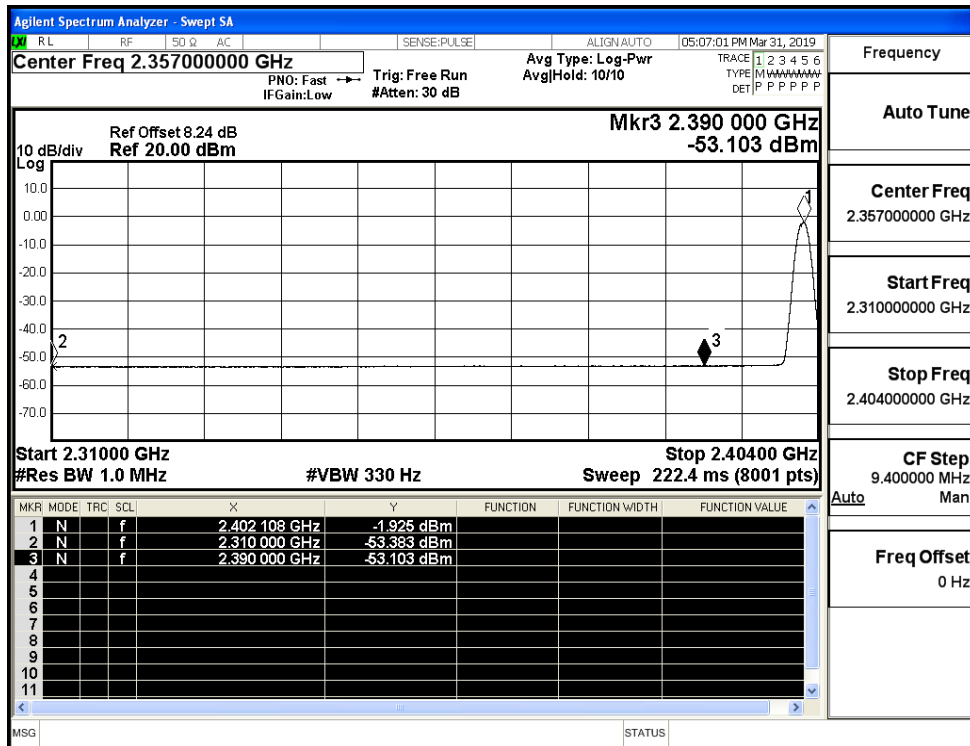 Agilent Spectrum Analyzer - Swept SA
LXI RL RF 50 Ω AC SENSE:PULSE ALIGNAUTO 05:07:01 PM Mar 31, 2019
Center Freq 2.357000000 GHz
PNO: Fast
IFGain:Low
Trig: Free Run
#Atten: 30 dB
Avg Type: Log-Pwr
Avg|Hold: 10/10
TRACE 1 2 3 4 5 6
TYPE M W W W W W
DET P P P P P P
Ref Offset 8.24 dB
10 dB/div Ref 20.00 dBm
Log
Mkr3 2.390 000 GHz
-53.103 dBm
10.0
0.00
-10.0
-20.0
-30.0
-40.0
-50.0
-60.0
-70.0
1
2
3
Start 2.31000 GHz Stop 2.40400 GHz
#Res BW 1.0 MHz #VBW 330 Hz Sweep 222.4 ms (8001 pts)
MKR MODE TRC SCL X Y FUNCTION FUNCTION WIDTH FUNCTION VALUE
1 N f 2.402 108 GHz -1.925 dBm
2 N f 2.310 000 GHz -53.383 dBm
3 N f 2.390 000 GHz -53.103 dBm
4
5
6
7
8
9
10
11
MSG STATUS
Frequency
Auto Tune
Center Freq
2.357000000 GHz
Start Freq
2.310000000 GHz
Stop Freq
2.404000000 GHz
CF Step
9.400000 MHz
Auto Man
Freq Offset
0 Hz